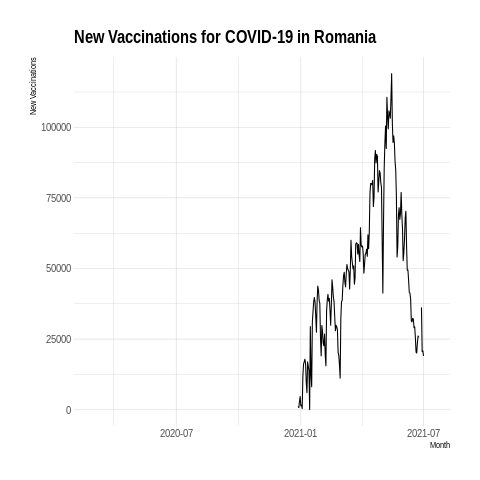 New Vaccinations for COVID-19 in Romania
New Vaccinations
100000
75000
50000
25000
0
2020-07
2021-01
2021-07
Month